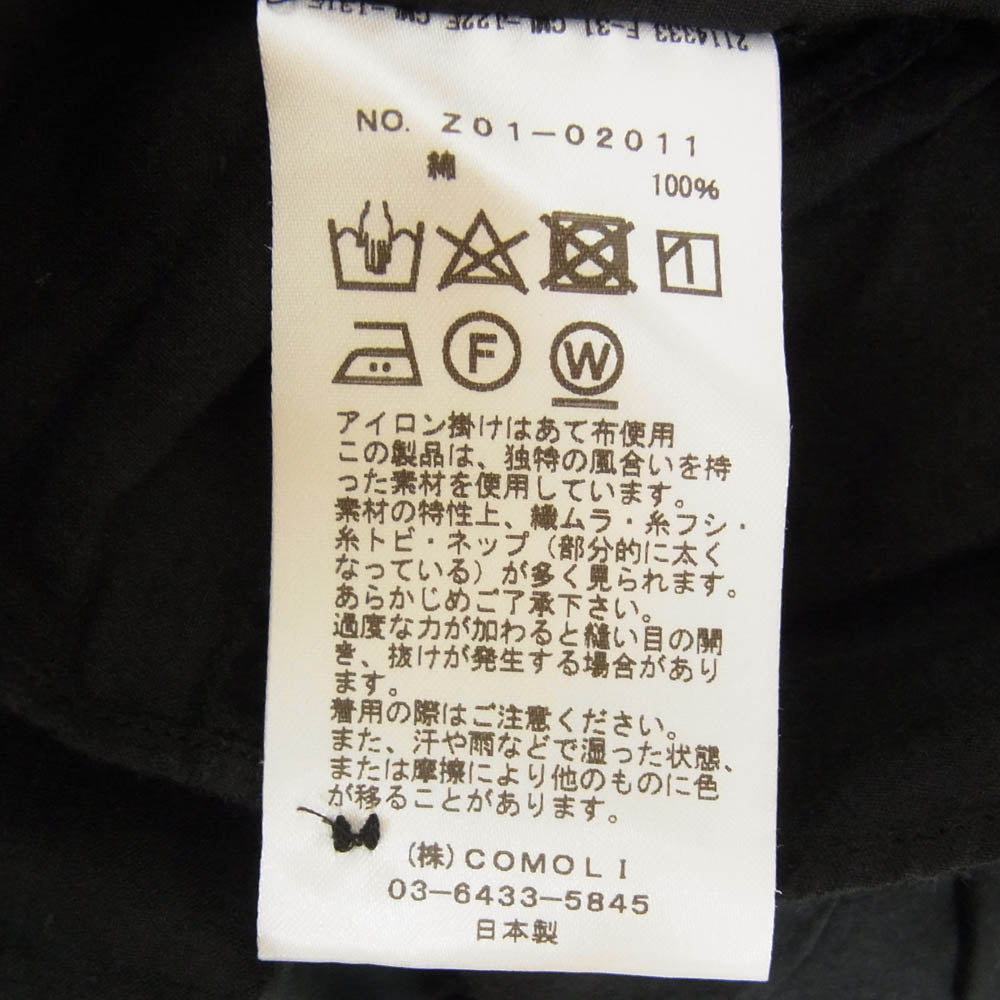 2114333 E-31 CML-122F CML-131F
NO. Z01-02011
綿 100%
F W
アイロン掛けはあて布使用
この製品は、独特の風合いを持
った素材を使用しています。
素材の特性上、織ムラ・糸フシ・
糸トビ・ネップ（部分的に太く
なっている）が多く見られます。
あらかじめご了承下さい。
過度な力が加わると縫い目の開
き、抜けが発生する場合があり
ます。
着用の際はご注意ください。
また、汗や雨などで湿った状態、
または摩擦により他のものに色
が移ることがあります。
（株）COMOLI
03-6433-5845
日本製